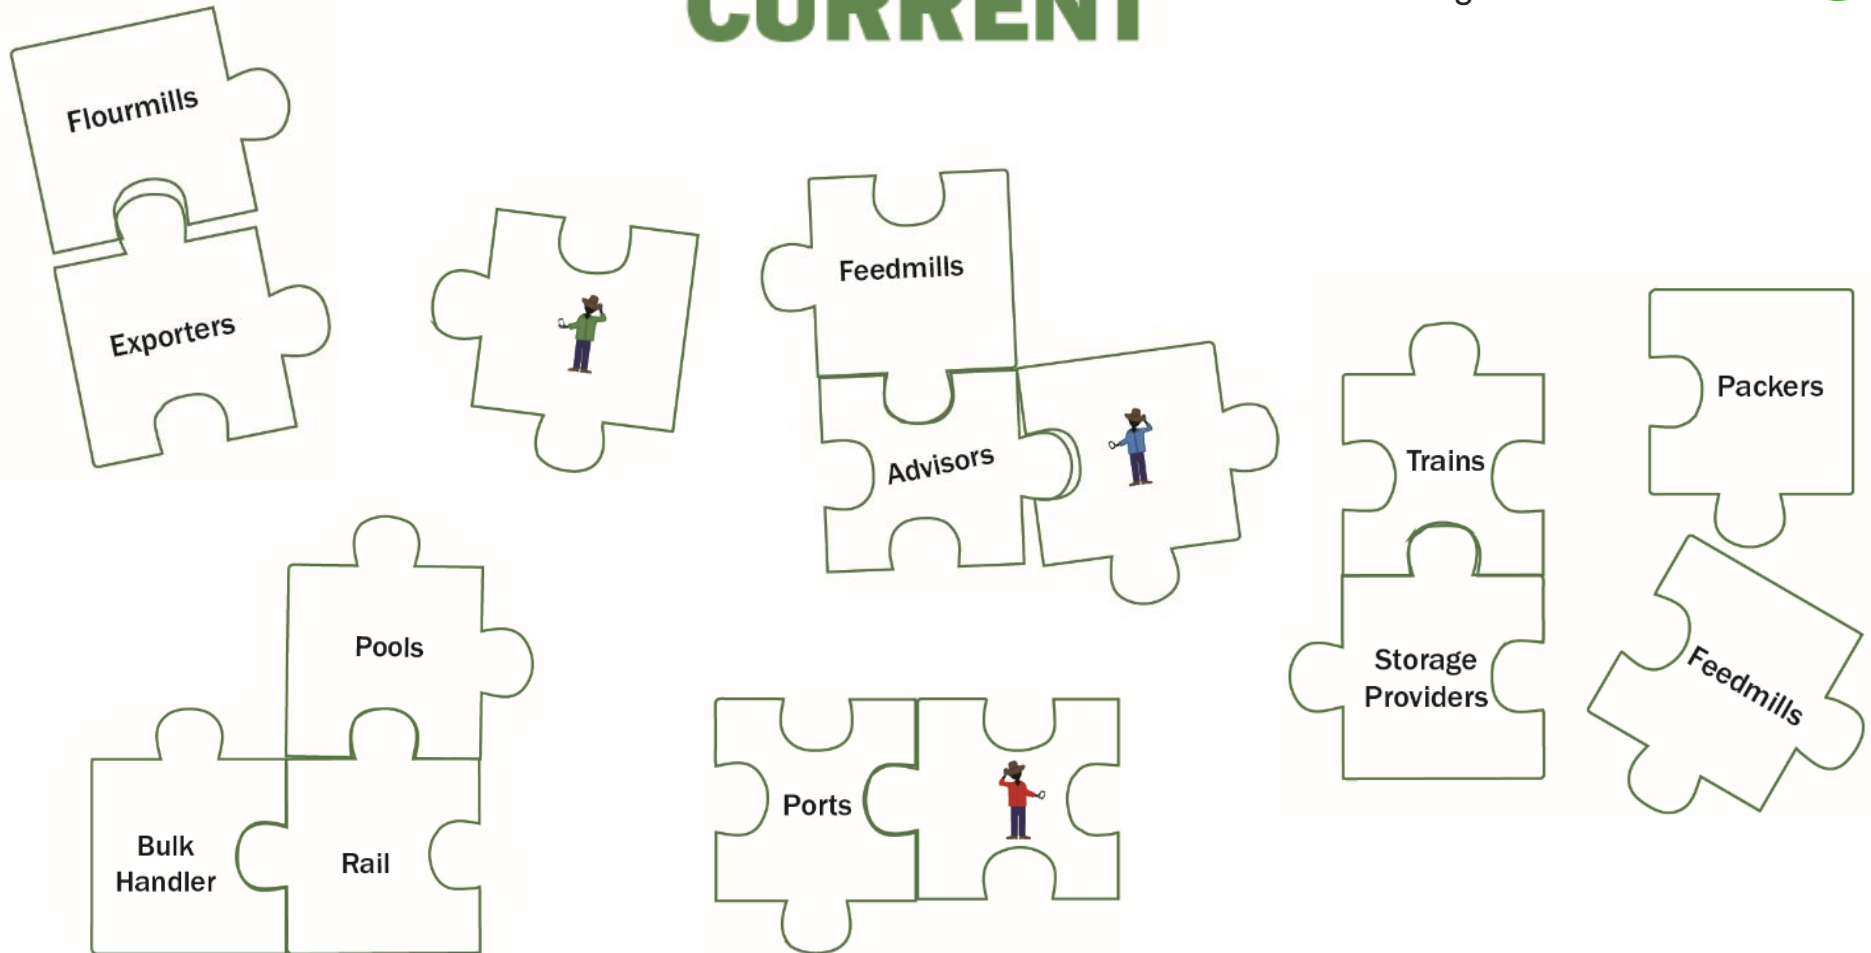 CURRENT
Flourmills
Exporters
Feedmills
Advisors
Trains
Packers
Storage
Providers
Feedmills
Pools
Bulk
Handler
Rail
Ports